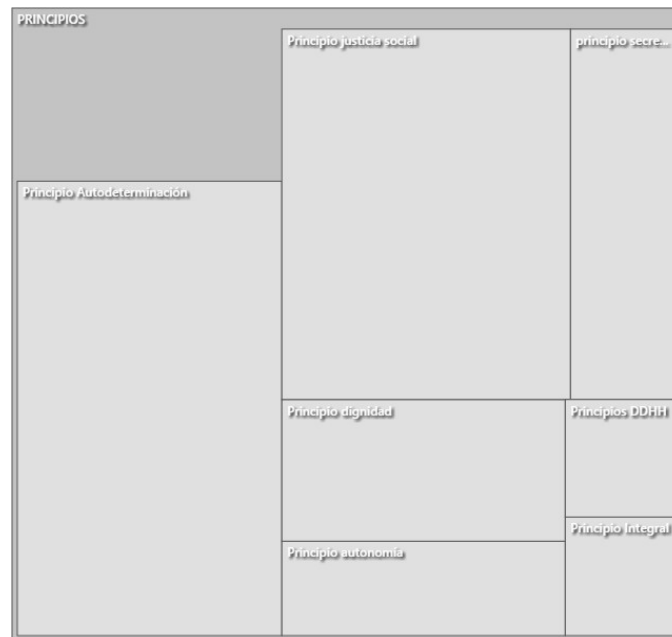 PRINCIPIOS
Principio justicia social
principio secre...
Principio Autodeterminación
Principio dignidad
Principios DDHH
Principio Integral
Principio autonomía